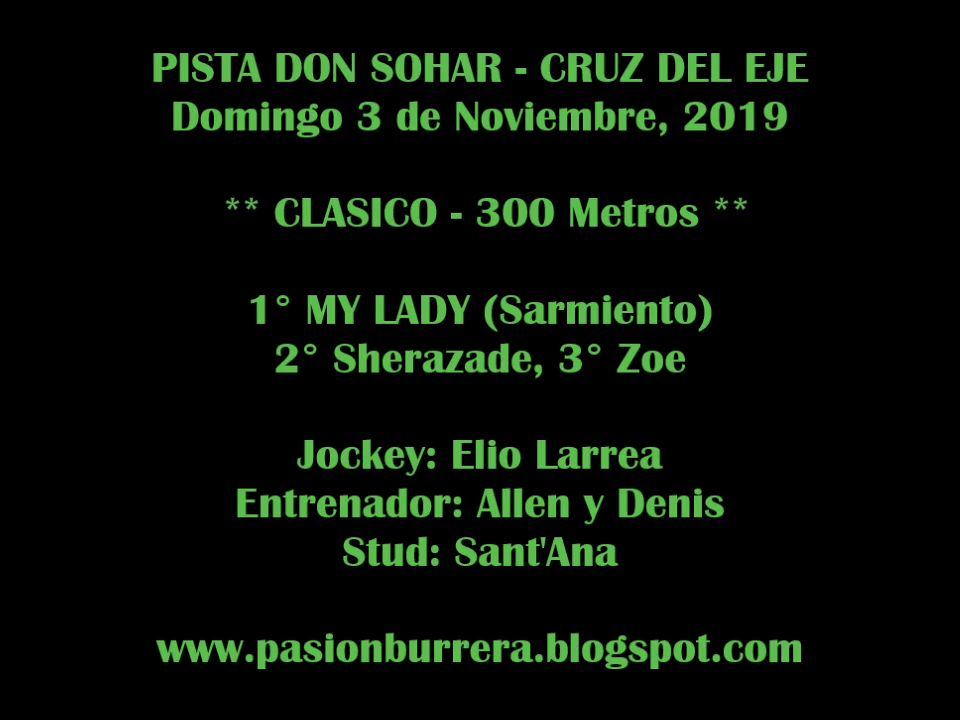 PISTA DON SOHAR - CRUZ DEL EJE
Domingo 3 de Noviembre, 2019
** CLASICO - 300 Metros **
1° MY LADY (Sarmiento)
2° Sherazade, 3° Zoe
Jockey: Elio Larrea
Entrenador: Allen y Denis
Stud: Sant'Ana
www.pasionburrera.blogspot.com